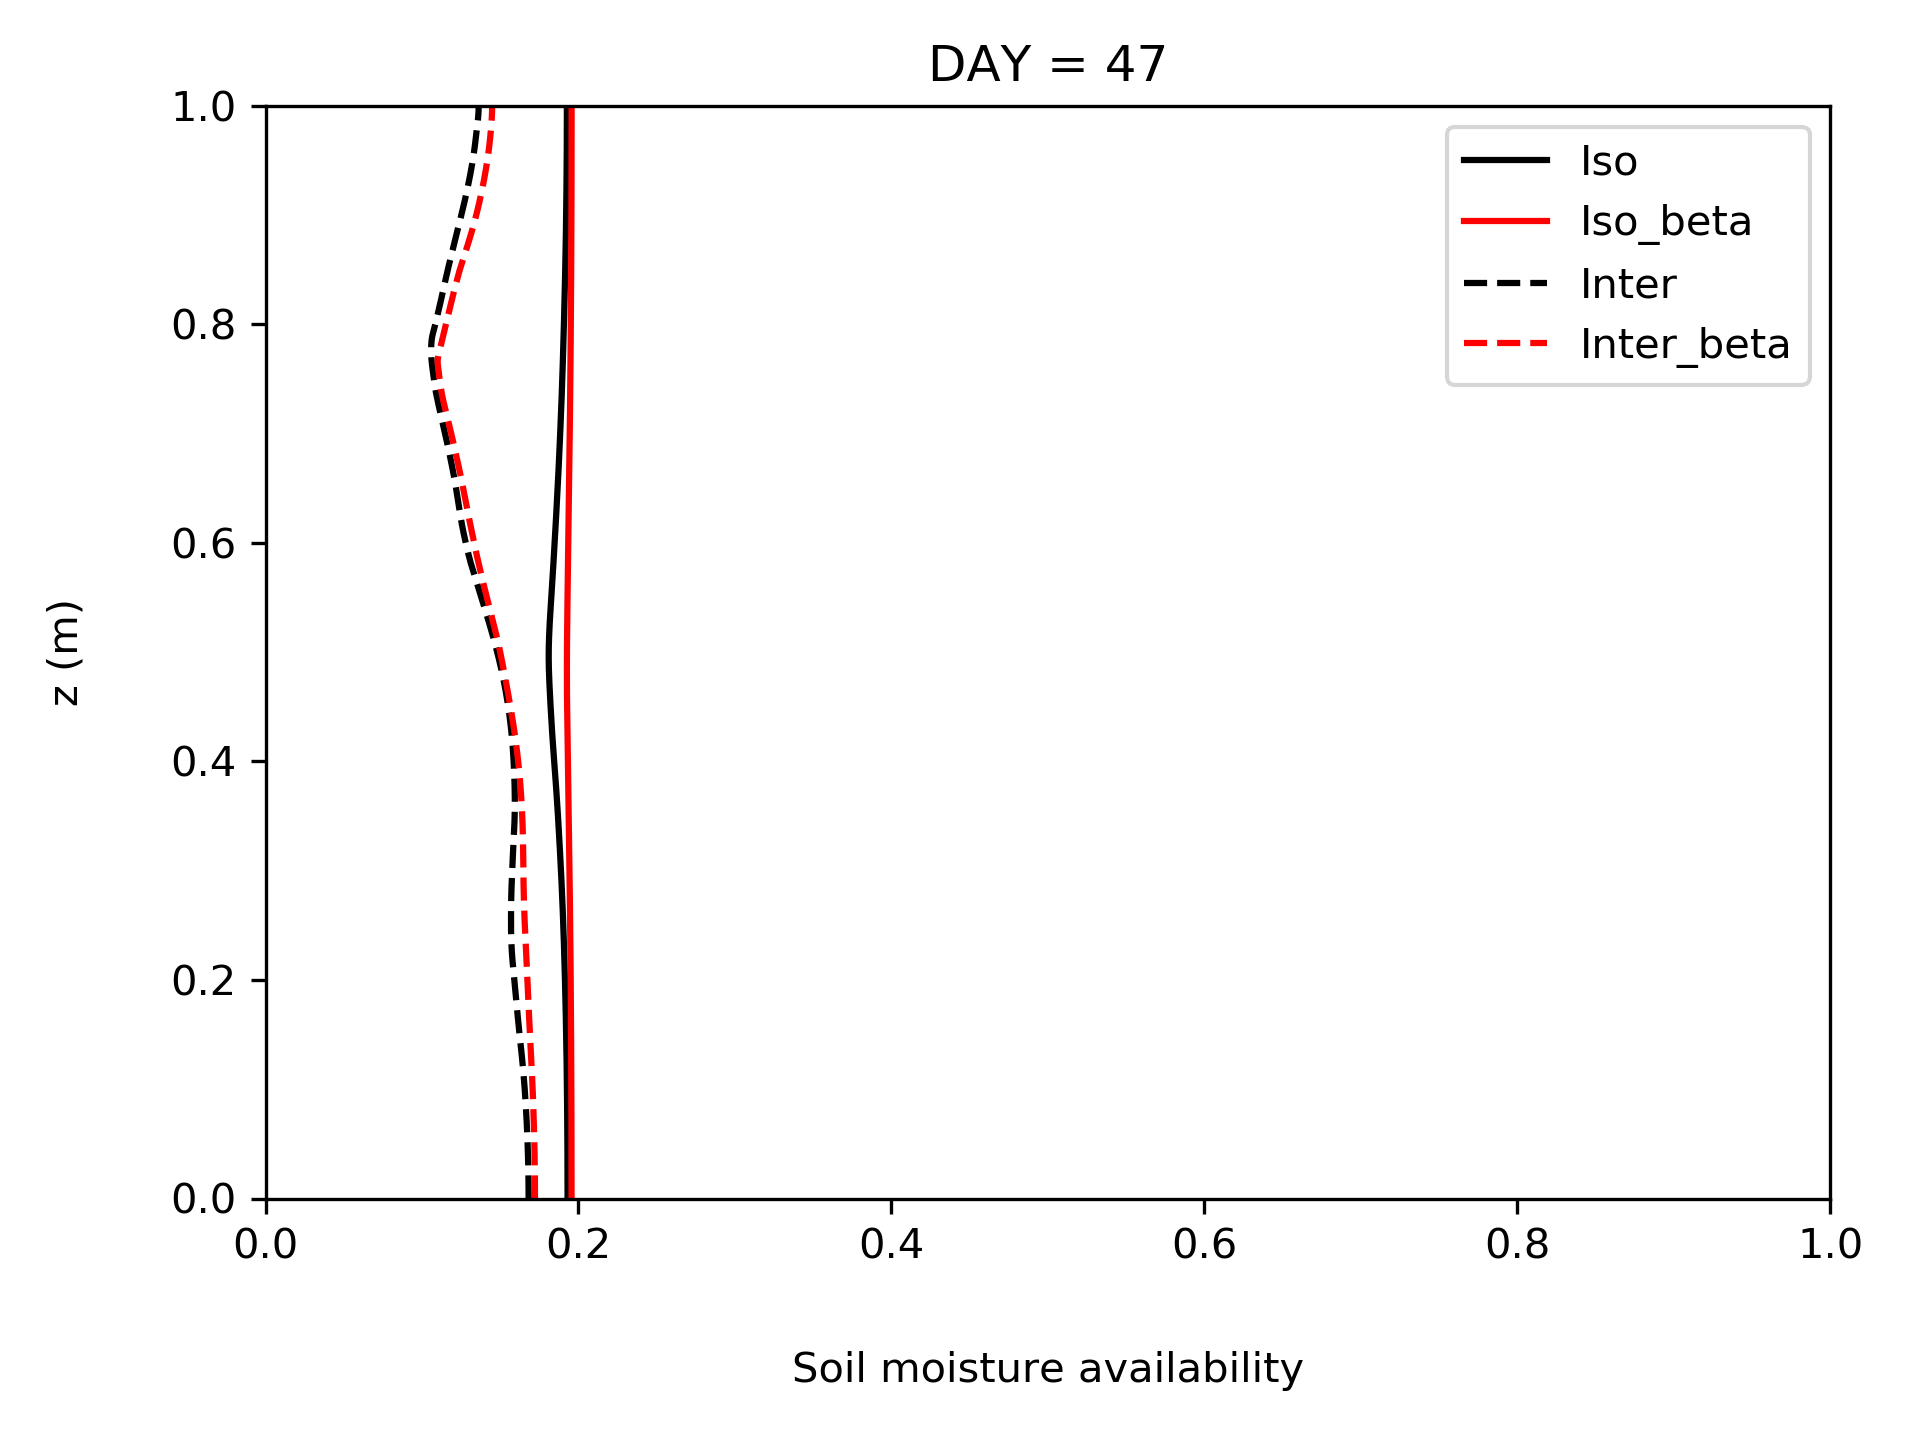 DAY = 47
1.0
0.8
0.6
0.4
0.2
0.0
z (m)
0.0 0.2 0.4 0.6 0.8 1.0
Soil moisture availability
Iso
Iso_beta
Inter
Inter_beta